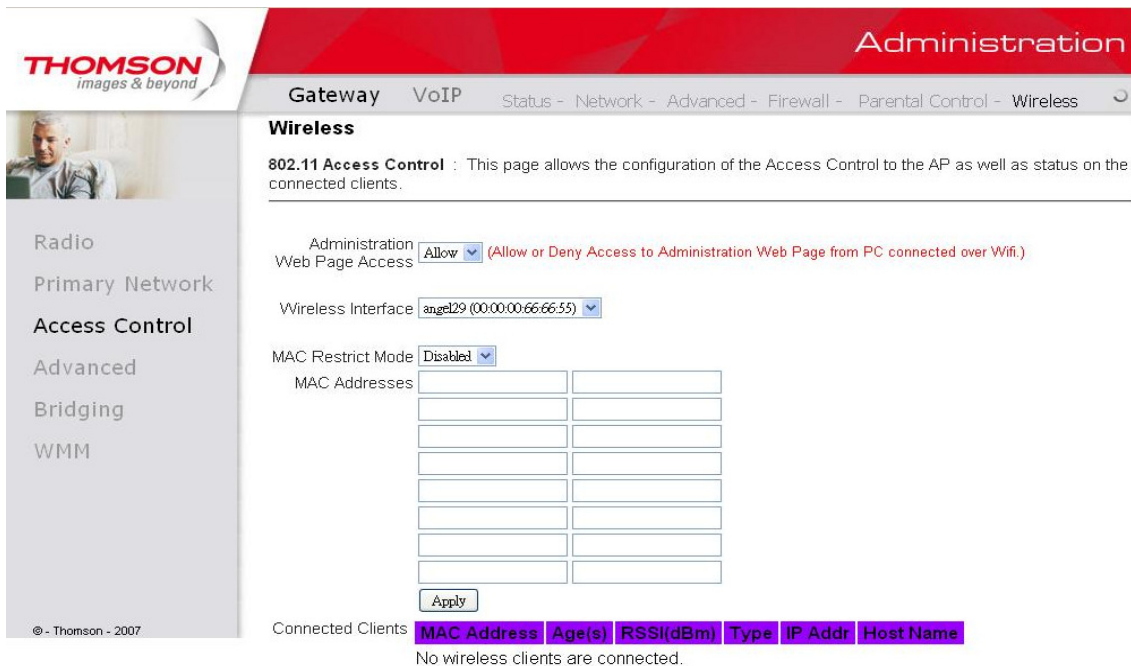 THOMSON
images & beyond
Administration
Gateway VoIP Status - Network - Advanced - Firewall - Parental Control - Wireless
Wireless
802.11 Access Control : This page allows the configuration of the Access Control to the AP as well as status on the
connected clients.
Radio
Primary Network
Access Control
Advanced
Bridging
WMM
© - Thomson - 2007
Administration
Web Page Access Allow (Allow or Deny Access to Administration Web Page from PC connected over Wifi.)
Wireless Interface angel29 (00:00:00:66:66:55)
MAC Restrict Mode Disabled
MAC Addresses
Apply
Connected Clients MAC Address Age(s) RSSI(dBm) Type IP Addr Host Name
No wireless clients are connected.